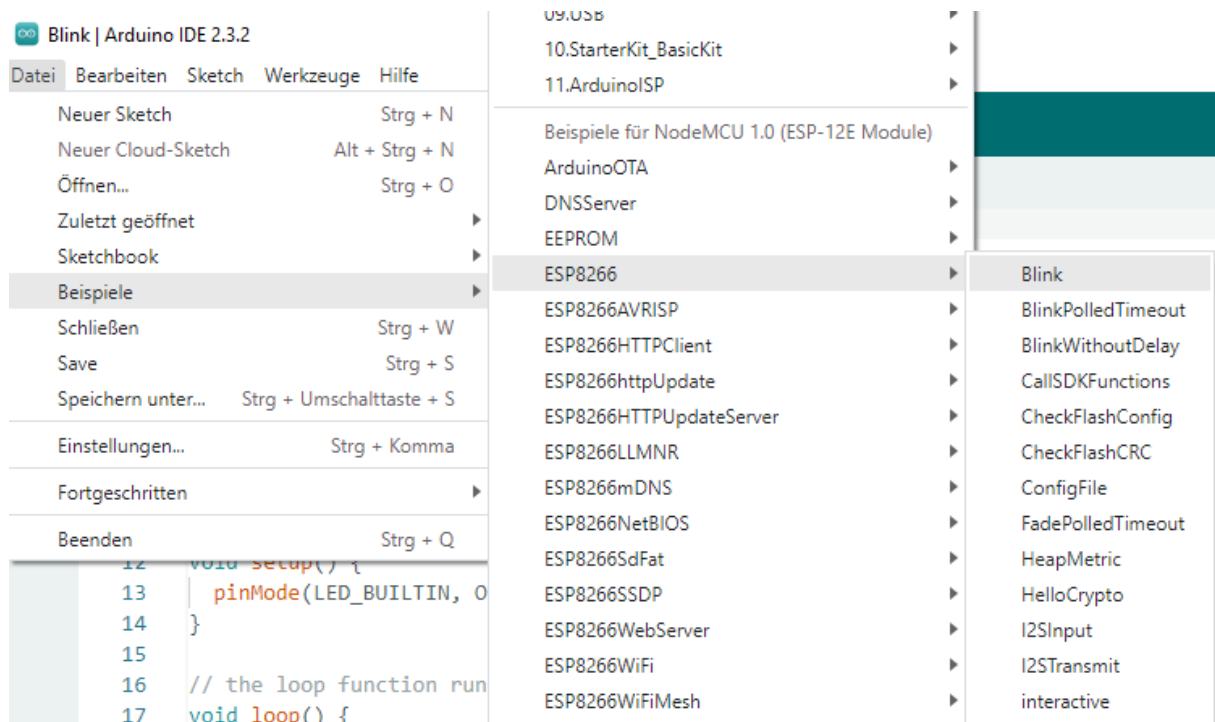 Blink | Arduino IDE 2.3.2
Datei Bearbeiten Sketch Werkzeuge Hilfe
Neuer Sketch Strg + N
Neuer Cloud-Sketch Alt + Strg + N
Öffnen... Strg + O
Zuletzt geöffnet
Sketchbook
Beispiele
Schließen Strg + W
Save Strg + S
Speichern unter... Strg + Umschalttaste + S
Einstellungen... Strg + Komma
Fortgeschritten
Beenden Strg + Q
12 void setup() {
13 pinMode(LED_BUILTIN, O
14 }
15
16 // the loop function run
17 void loop() {
09.USB
10.StarterKit_BasicKit
11.ArduinoISP
Beispiele für NodeMCU 1.0 (ESP-12E Module)
ArduinoOTA
DNSServer
EEPROM
ESP8266
ESP8266AVRISP
ESP8266HTTPClient
ESP8266httpUpdate
ESP8266HTTPUpdateServer
ESP8266LLMNR
ESP8266mDNS
ESP8266NetBIOS
ESP8266SdFat
ESP8266SSDP
ESP8266WebServer
ESP8266WiFi
ESP8266WiFiMesh
Blink
BlinkPolledTimeout
BlinkWithoutDelay
CallSDKFunctions
CheckFlashConfig
CheckFlashCRC
ConfigFile
FadePolledTimeout
HeapMetric
HelloCrypto
I2SInput
I2STransmit
interactive